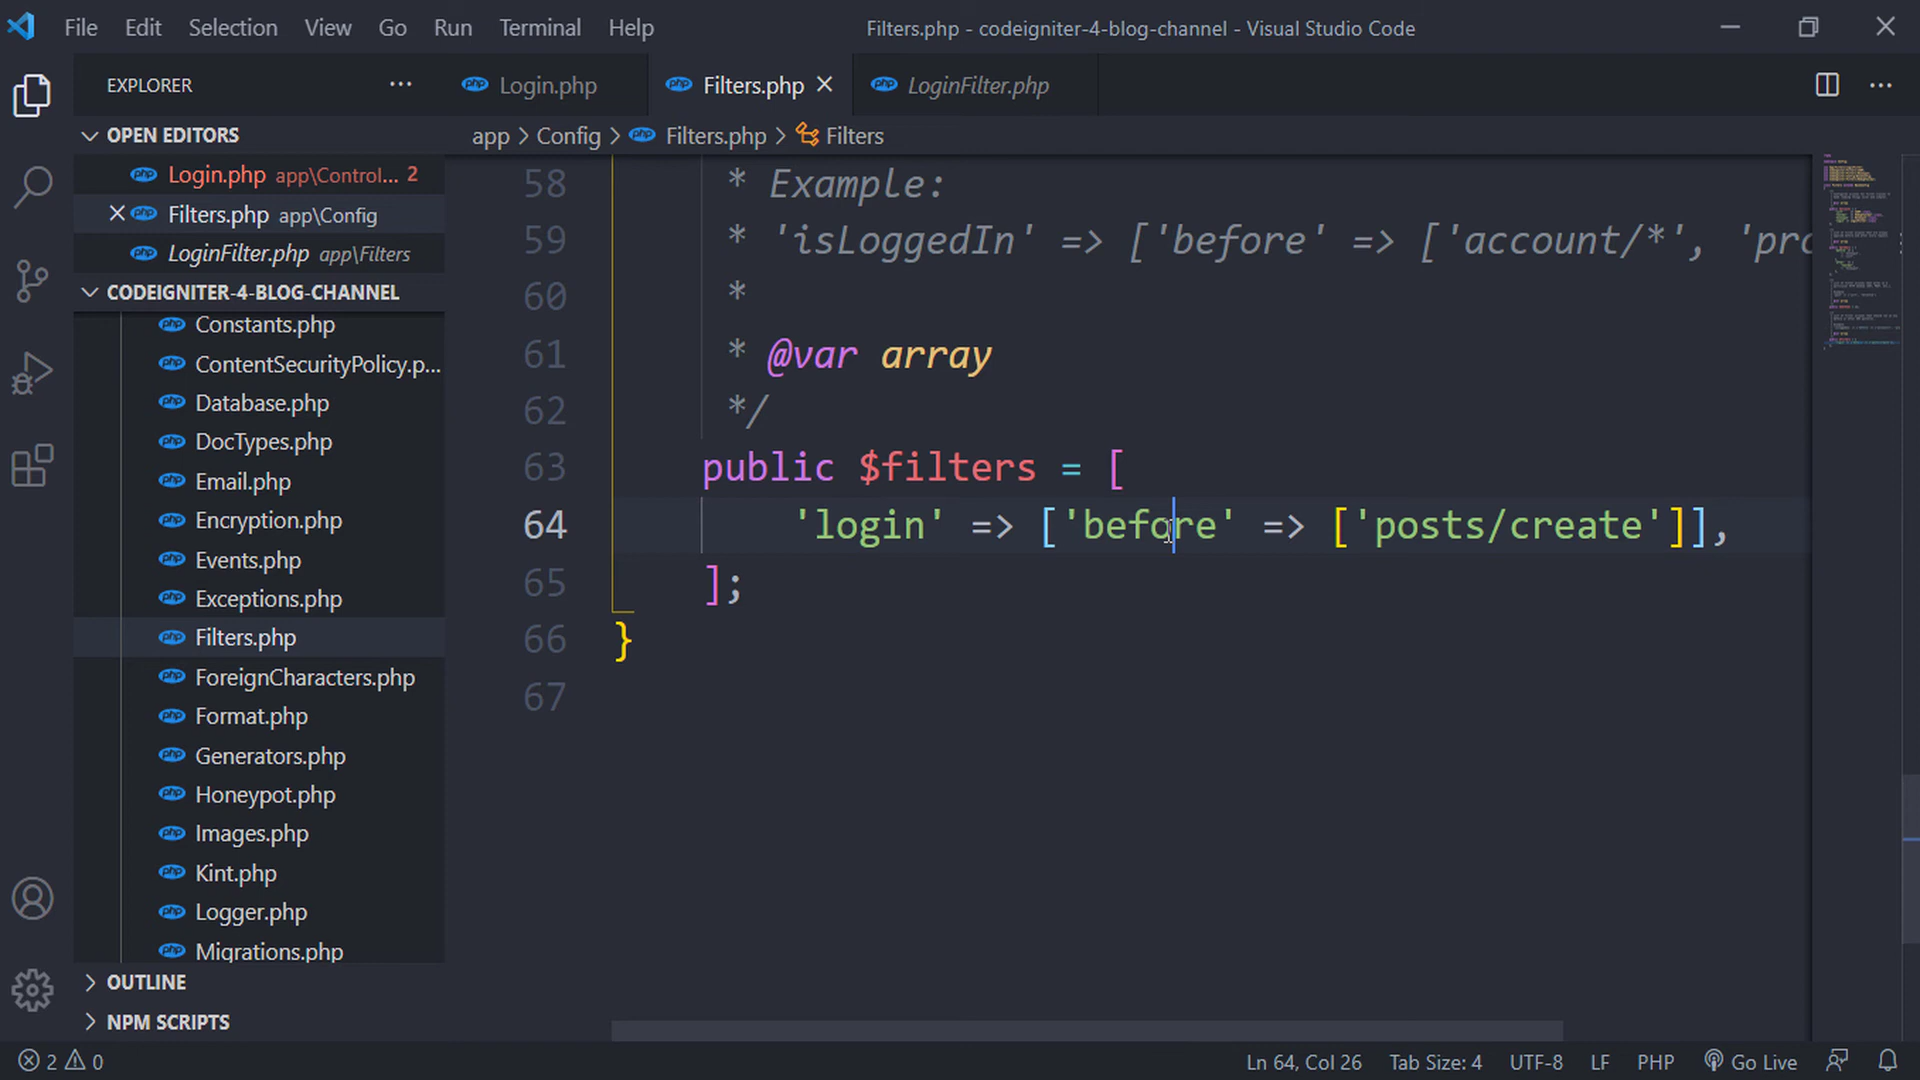 File Edit Selection View Go Run Terminal Help Filters.php - codeigniter-4-blog-channel - Visual Studio Code
EXPLORER
Login.php
Filters.php
LoginFilter.php
OPEN EDITORS
Login.php app\Control... 2
Filters.php app\Config
LoginFilter.php app\Filters
CODEIGNITER-4-BLOG-CHANNEL
Constants.php
ContentSecurityPolicy.p...
Database.php
DocTypes.php
Email.php
Encryption.php
Events.php
Exceptions.php
Filters.php
ForeignCharacters.php
Format.php
Generators.php
Honeypot.php
Images.php
Kint.php
Logger.php
Migrations.php
OUTLINE
NPM SCRIPTS
app > Config > Filters.php > Filters
58 * Example:
59 * 'isLoggedIn' => ['before' => ['account/*', 'pro
60 *
61 * @var array
62 */
63 public $filters = [
64 'login' => ['before' => ['posts/create']],
65 ];
66 }
67
2 0 Ln 64, Col 26 Tab Size: 4 UTF-8 LF PHP Go Live